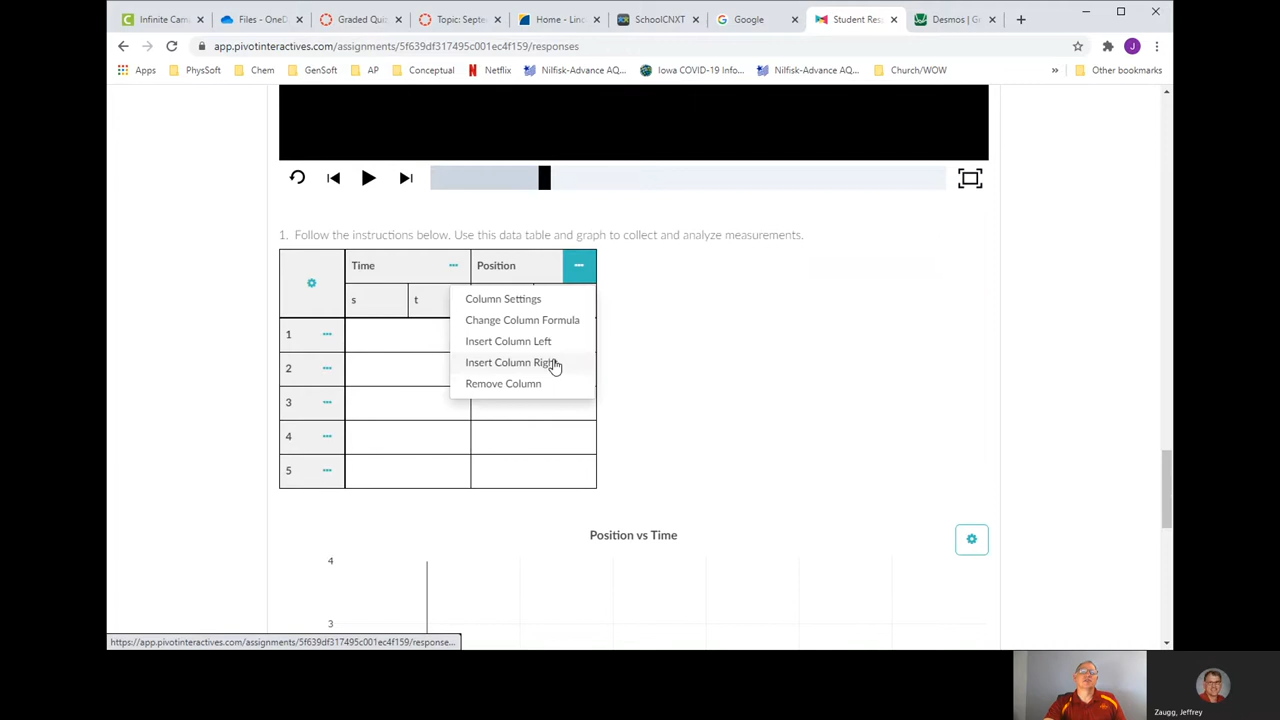 Infinite Cam
Files - OneD
Graded Quiz
Topic: Septe
Home - Linc
SchoolCNXT
Google
Student Res
Desmos | G
app.pivotinteractives.com/assignments/5f639df317495c001ec4f159/responses
J
Apps
PhysSoft
Chem
GenSoft
AP
Conceptual
Netflix
Nilfisk-Advance AQ...
Iowa COVID-19 Info...
Nilfisk-Advance AQ...
Church/WOW
»
Other bookmarks
1. Follow the instructions below. Use this data table and graph to collect and analyze measurements.
Time
Position
s
t
Column Settings
Change Column Formula
Insert Column Left
Insert Column Right
Remove Column
1
2
3
4
5
Position vs Time
4
3
https://app.pivotinteractives.com/assignments/5f639df317495c001ec4f159/response...
Zaugg, Jeffrey